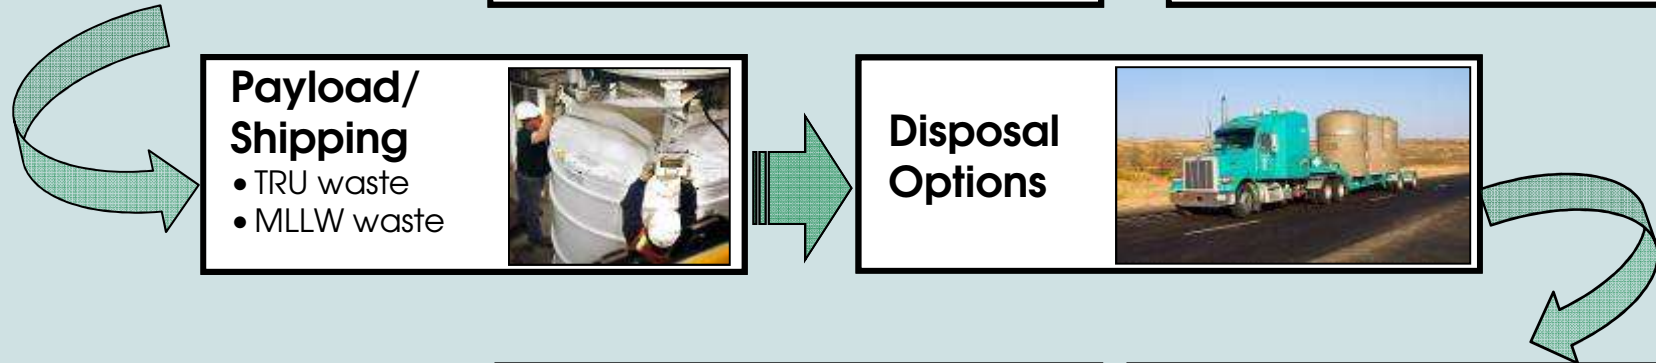 Payload/
Shipping
• TRU waste
• MLLW waste
Disposal
Options